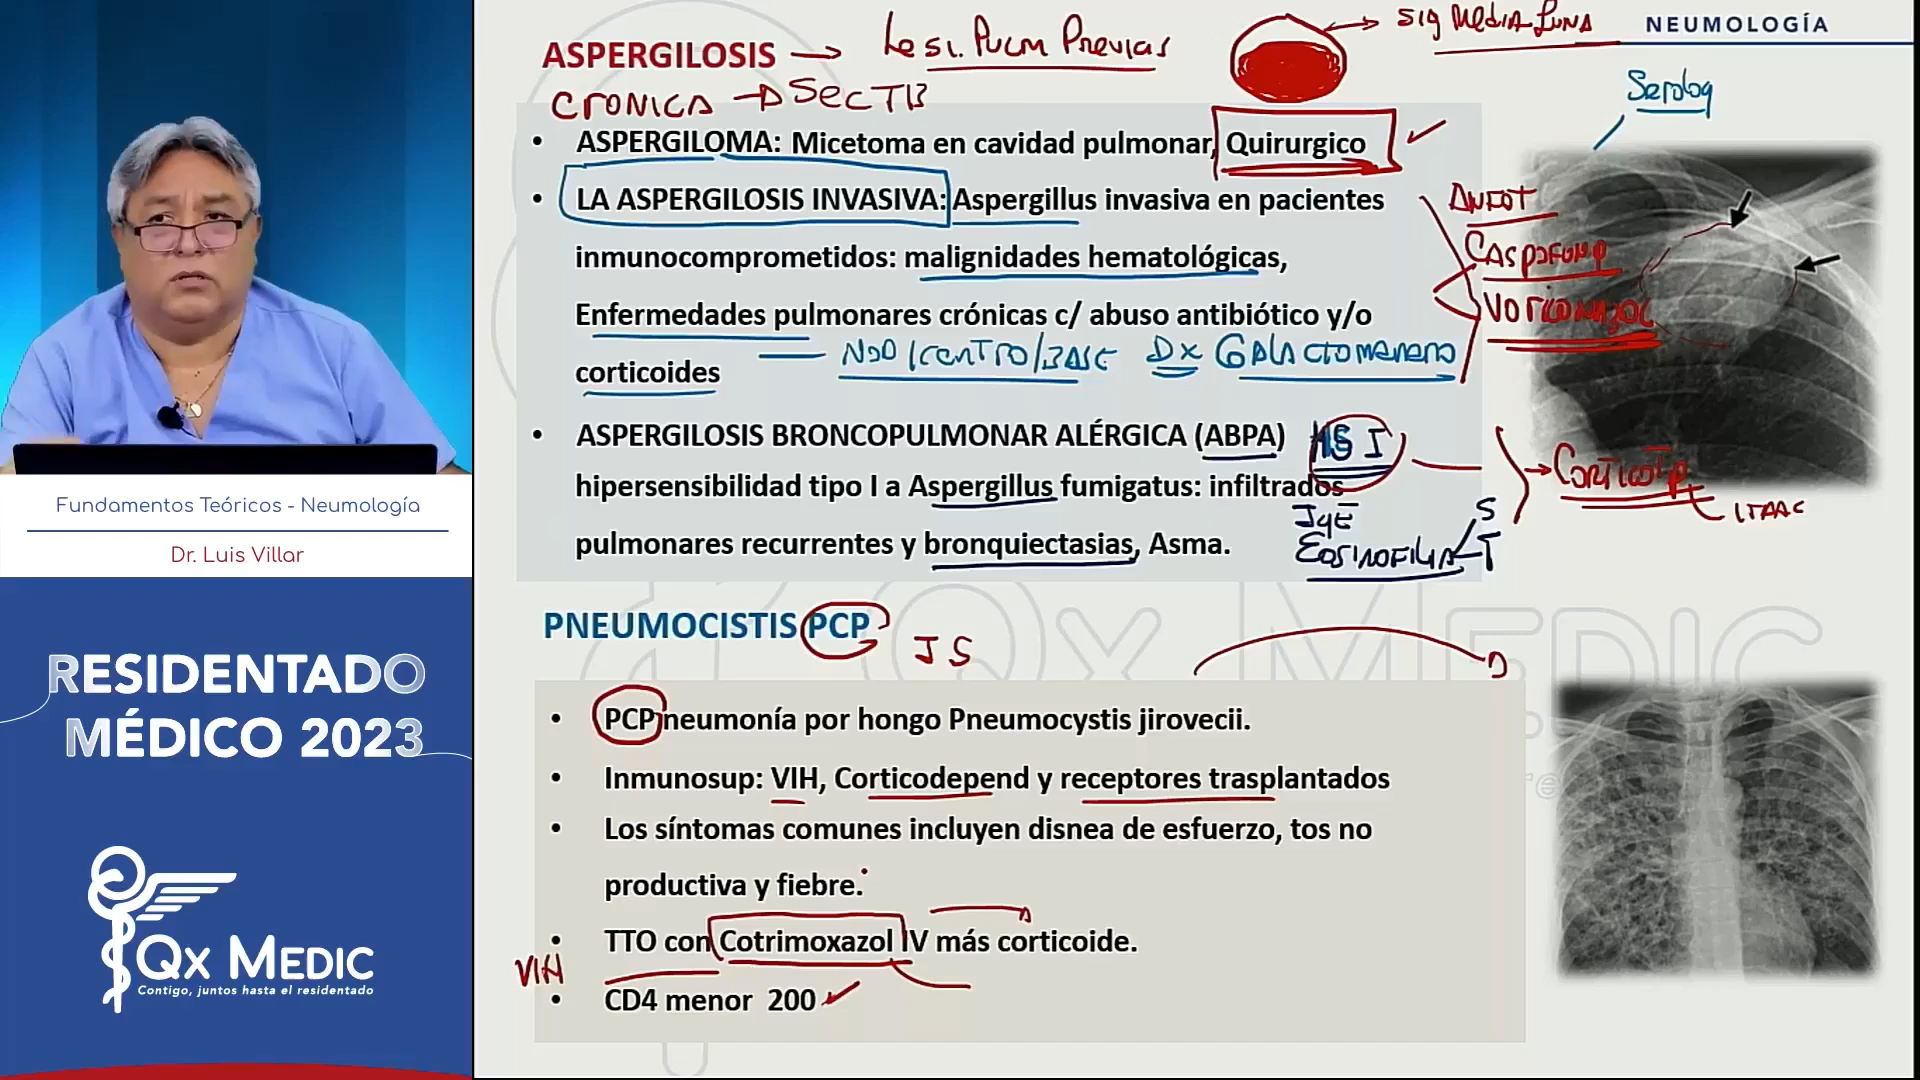 NEUMOLOGÍA
ASPERGILOSIS → Lesi. Pulm Previas
sig Media Luna
CRONICA → SEC TB
Serolog
• ASPERGILOMA: Micetoma en cavidad pulmonar, Quirurgico
• LA ASPERGILOSIS INVASIVA: Aspergillus invasiva en pacientes
inmunocomprometidos: malignidades hematológicas,
Enfermedades pulmonares crónicas c/ abuso antibiótico y/o
corticoides
NOD/CENTRO/BASE Dx GALACTOMANANO
ANFOT
CASPOFUNG
VORICONAZOL
• ASPERGILOSIS BRONCOPULMONAR ALÉRGICA (ABPA) HS I
hipersensibilidad tipo I a Aspergillus fumigatus: infiltrados
pulmonares recurrentes y bronquiectasias, Asma.
IgE
EOSINOFILIA S
T
→ CORTICOT
ITRAC
PNEUMOCISTIS PCP
JS
• PCP neumonía por hongo Pneumocystis jirovecii.
• Inmunosup: VIH, Corticodepend y receptores trasplantados
• Los síntomas comunes incluyen disnea de esfuerzo, tos no
productiva y fiebre.
• TTO con Cotrimoxazol IV más corticoide.
VIH
• CD4 menor 200
Fundamentos Teóricos - Neumología
Dr. Luis Villar
RESIDENTADO
MÉDICO 2023
QX MEDIC
Contigo, juntos hasta el residentado
QX MEDIC